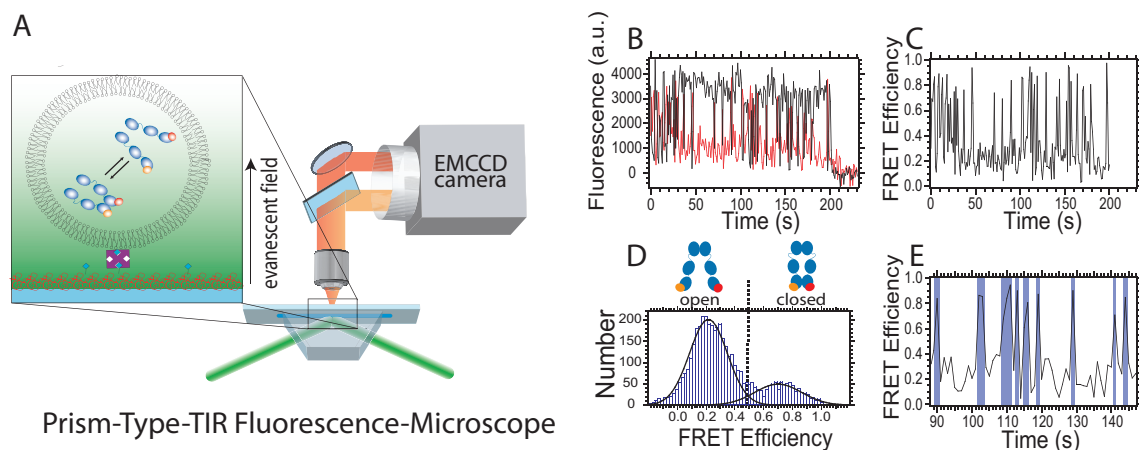 A
evanescent field
EMCCD
camera
Prism-Type-TIR Fluorescence-Microscope
B
Fluorescence (a.u.)
4000
3000
2000
1000
0
0 50 100 150 200
Time (s)
C
FRET Efficiency
1.0
0.8
0.6
0.4
0.2
0.0
0 50 100 150 200
Time (s)
D
open closed
Number
200
150
100
50
0
0.0 0.2 0.4 0.6 0.8 1.0
FRET Efficiency
E
FRET Efficiency
1.0
0.8
0.6
0.4
0.2
0.0
90 100 110 120 130 140
Time (s)